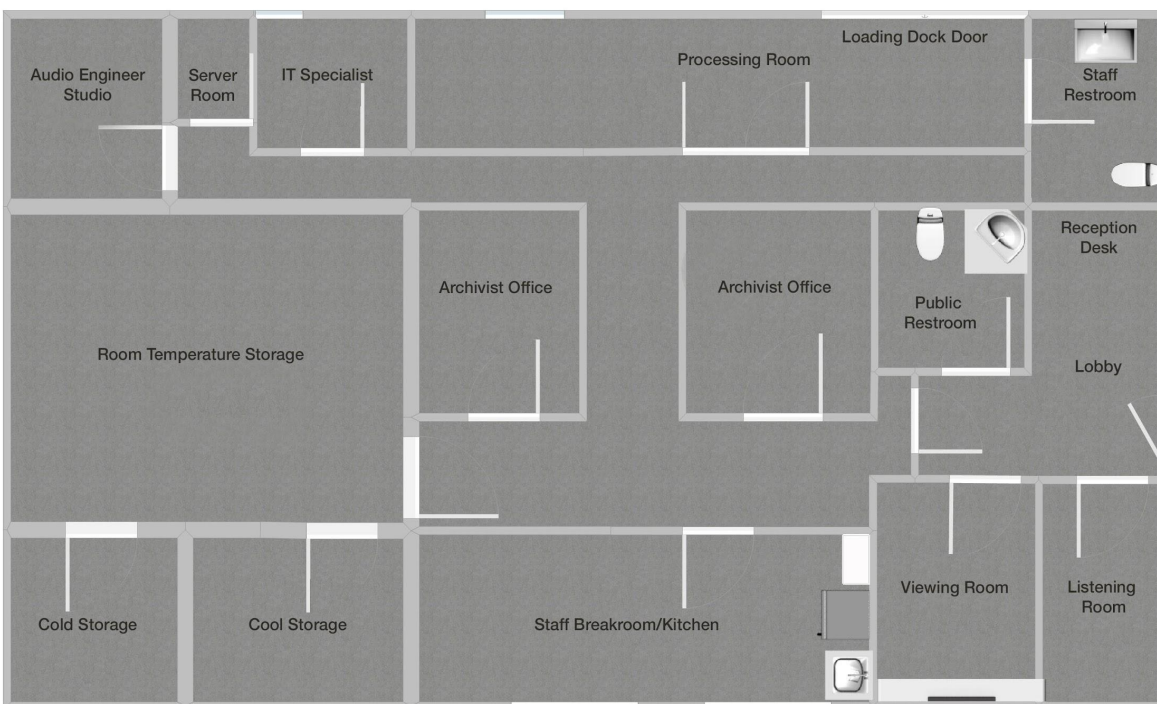 Audio Engineer
Studio
Server
Room
IT Specialist
Processing Room
Loading Dock Door
Staff
Restroom
Reception
Desk
Archivist Office
Archivist Office
Public
Restroom
Room Temperature Storage
Lobby
Cold Storage
Cool Storage
Staff Breakroom/Kitchen
Viewing Room
Listening
Room